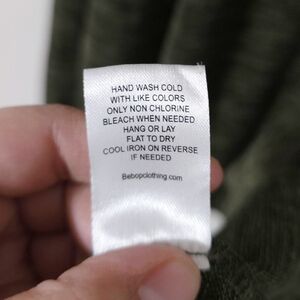 HAND WASH COLD
WITH LIKE COLORS
ONLY NON CHLORINE
BLEACH WHEN NEEDED
HANG OR LAY
FLAT TO DRY
COOL IRON ON REVERSE
IF NEEDED
Bebopclothing.com